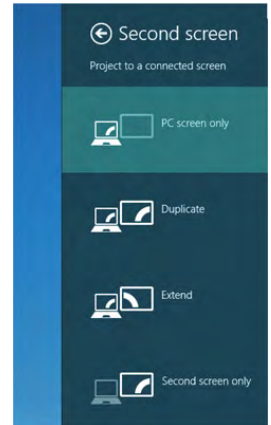 Second screen
Project to a connected screen
PC screen only
Duplicate
Extend
Second screen only